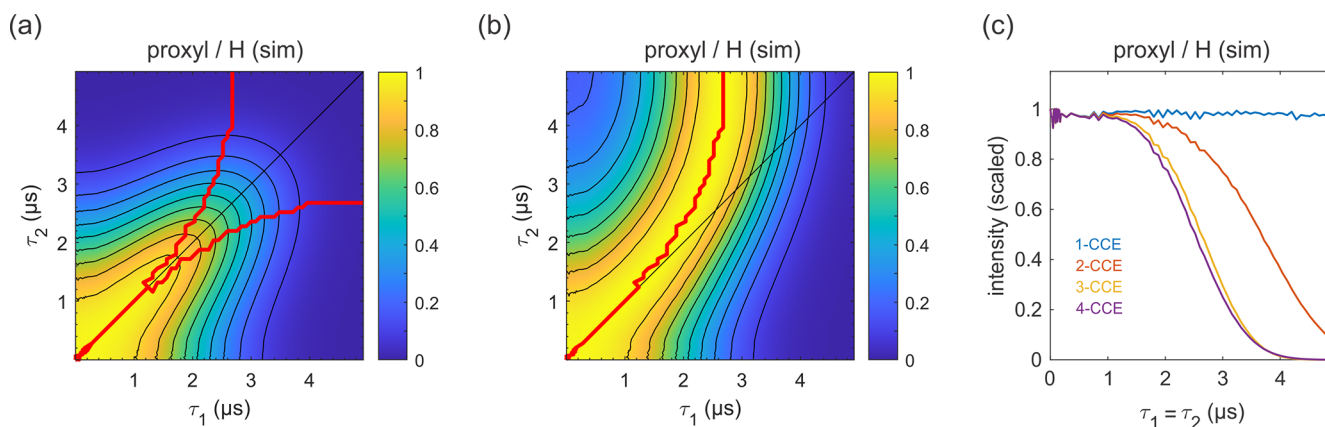 (a)
proxyl / H (sim)
τ2 (μs)
4
3
2
1
1 2 3 4
τ1 (μs)
1
0.8
0.6
0.4
0.2
0
(b)
proxyl / H (sim)
τ2 (μs)
4
3
2
1
1 2 3 4
τ1 (μs)
1
0.8
0.6
0.4
0.2
0
(c)
proxyl / H (sim)
intensity (scaled)
1
0.8
0.6
0.4
0.2
0
1-CCE
2-CCE
3-CCE
4-CCE
0 1 2 3 4
τ1 = τ2 (μs)